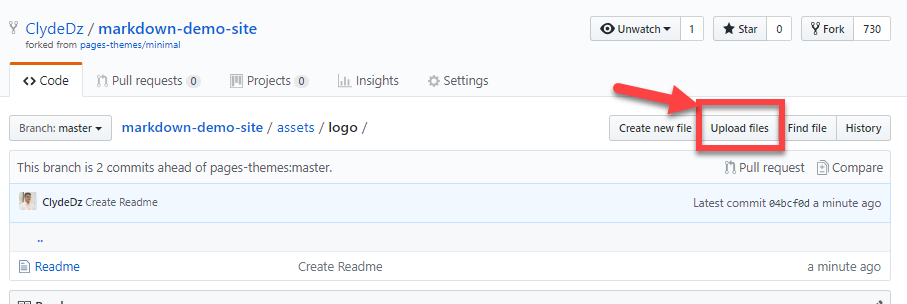 ClydeDz / markdown-demo-site
forked from pages-themes/minimal
Unwatch 1 Star 0 Fork 730
Code Pull requests 0 Projects 0 Insights Settings
Branch: master markdown-demo-site / assets / logo / Create new file Upload files Find file History
This branch is 2 commits ahead of pages-themes:master. Pull request Compare
ClydeDz Create Readme Latest commit 04bcf0d a minute ago
..
Readme Create Readme a minute ago